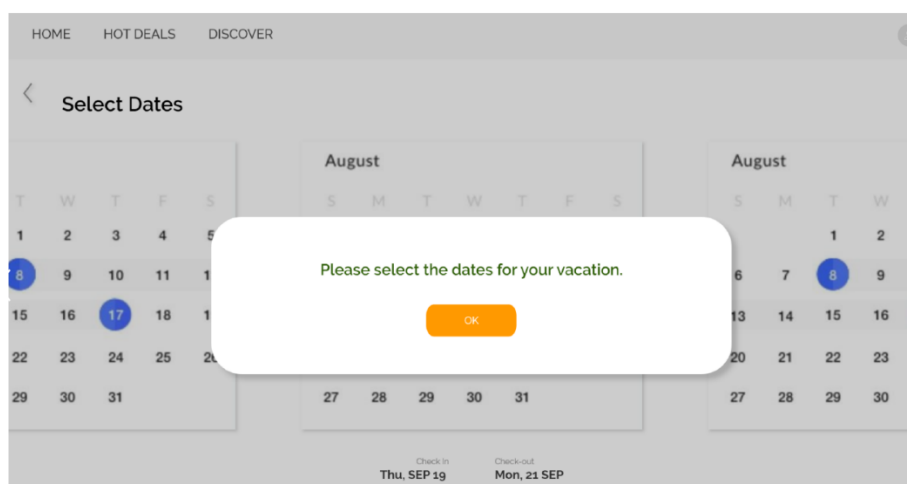 HOME HOT DEALS DISCOVER
Select Dates
August August
T W T F S S M T W T F S S M T W
1 2 3 4 5 1 2
8 9 10 11 1 6 7 8 9
15 16 17 18 1 13 14 15 16
22 23 24 25 26 20 21 22 23
29 30 31 27 28 29 30 31 27 28 29 30
Please select the dates for your vacation.
OK
Check in Check-out
Thu, SEP 19 Mon, 21 SEP